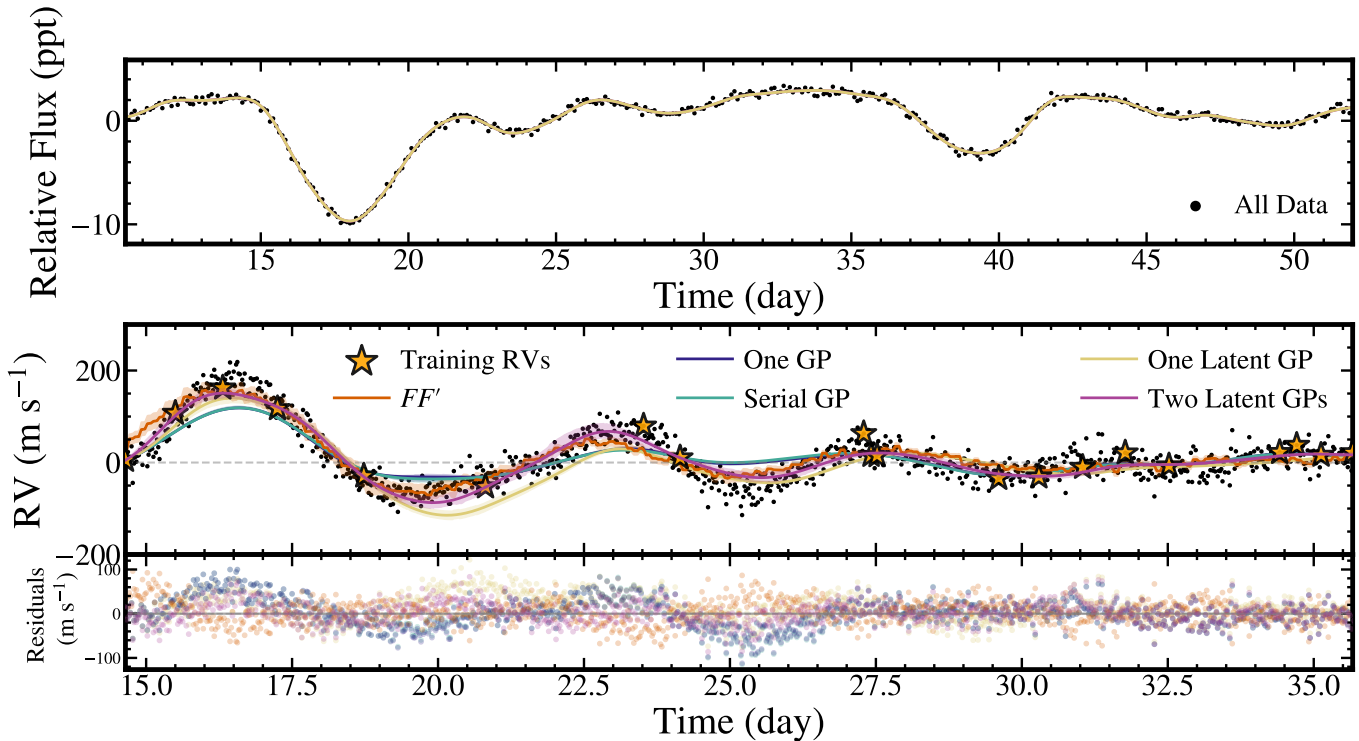 Relative Flux (ppt)
0
−10
All Data
15 20 25 30 35 40 45 50
Time (day)
RV (m s⁻¹)
200
0
−200
Training RVs
FF′
One GP
Serial GP
One Latent GP
Two Latent GPs
Residuals
(m s⁻¹)
100
0
−100
15.0 17.5 20.0 22.5 25.0 27.5 30.0 32.5 35.0
Time (day)